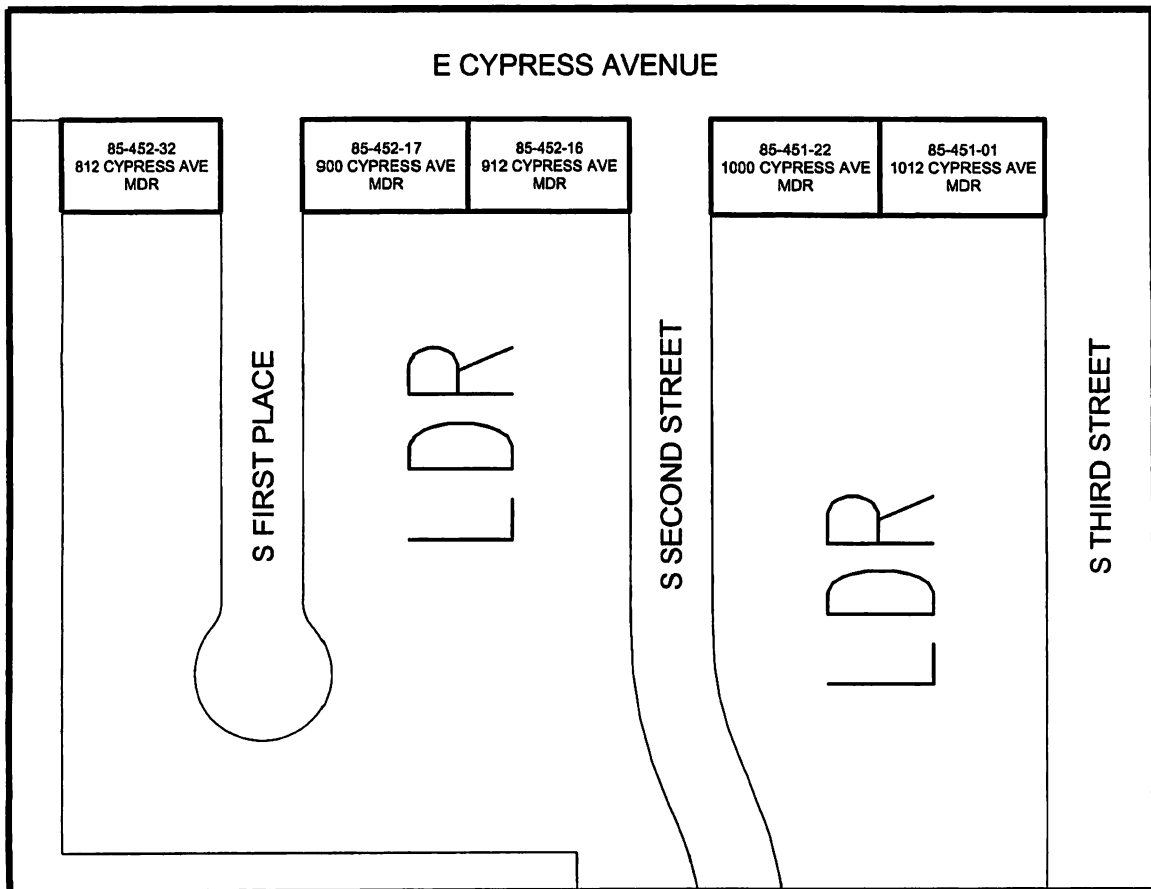 E CYPRESS AVENUE
85-452-32
812 CYPRESS AVE
MDR
85-452-17
900 CYPRESS AVE
MDR
85-452-16
912 CYPRESS AVE
MDR
85-451-22
1000 CYPRESS AVE
MDR
85-451-01
1012 CYPRESS AVE
MDR
S FIRST PLACE
LDR
S SECOND STREET
LDR
S THIRD STREET